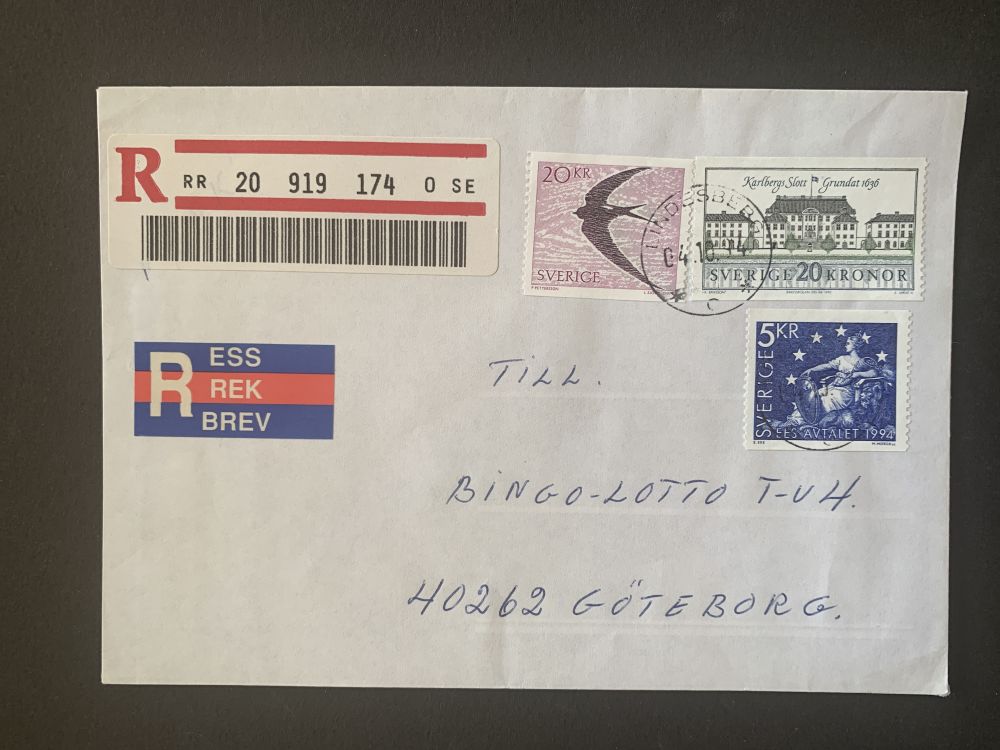 R RR 20 919 174 0 SE
20 KR
SVERIGE
Karlbergs Slott Grundat 1636
SVERIGE 20 KRONOR
LINDESBERG
04.10.94
5 KR
SVERIGE
EES AVTALET 1994
R
ESS
REK
BREV
TILL.
BINGO-LOTTO T-V4.
40262 GÖTEBORG.